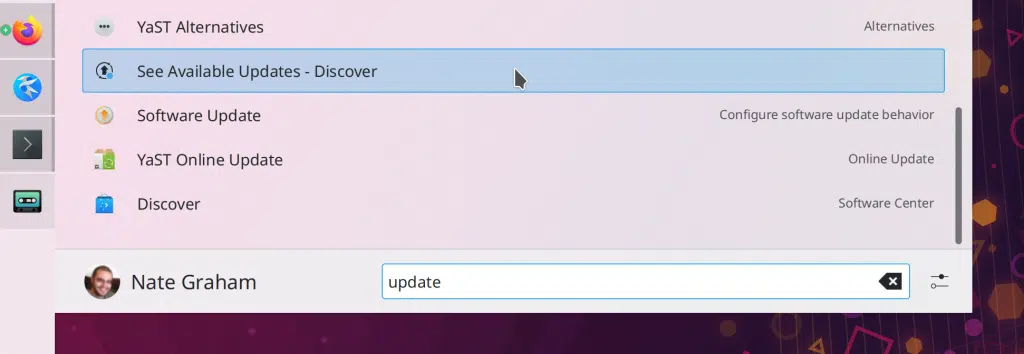 YaST Alternatives Alternatives
See Available Updates - Discover
Software Update Configure software update behavior
YaST Online Update Online Update
Discover Software Center
Nate Graham update